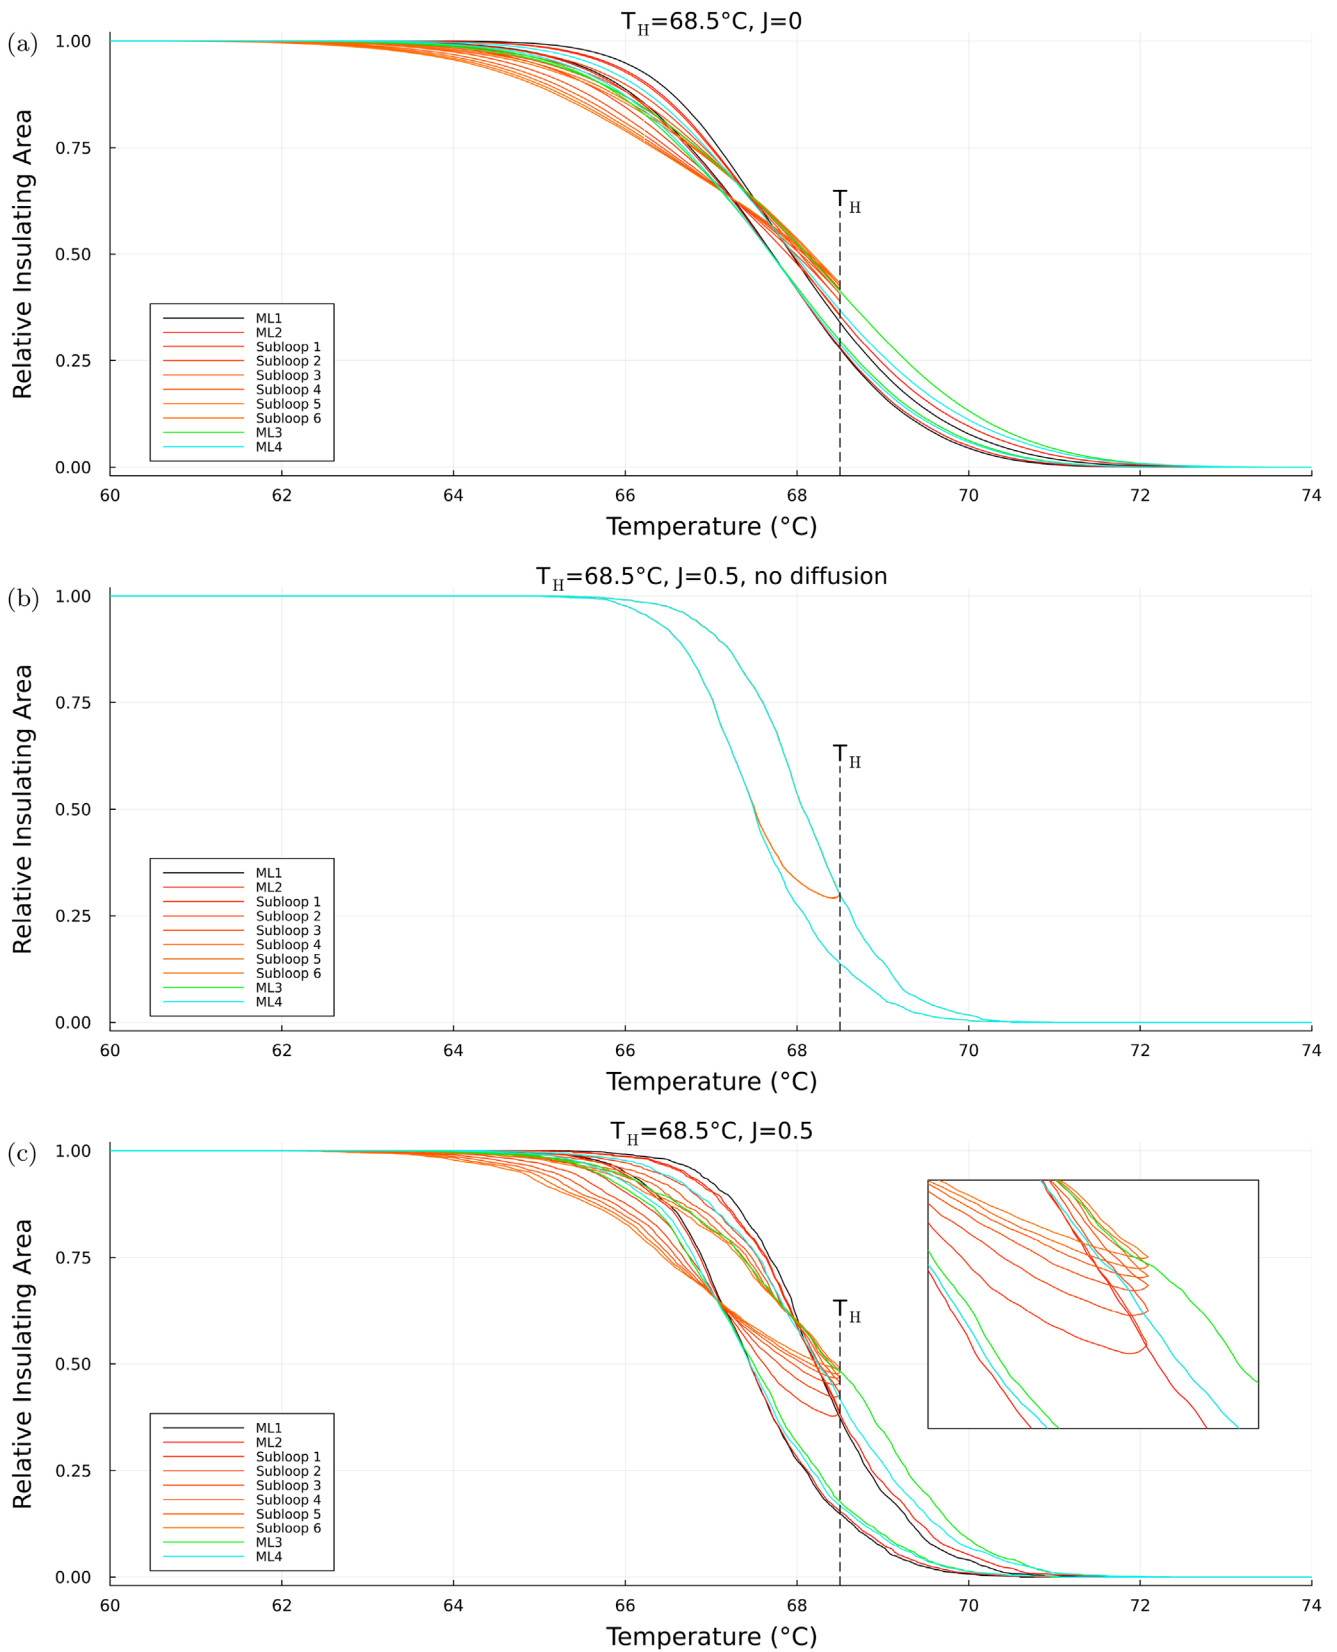 (a)
T_H=68.5°C, J=0
Relative Insulating Area
1.00
0.75
0.50
0.25
0.00
T_H
ML1
ML2
Subloop 1
Subloop 2
Subloop 3
Subloop 4
Subloop 5
Subloop 6
ML3
ML4
60 62 64 66 68 70 72 74
Temperature (°C)
(b)
T_H=68.5°C, J=0.5, no diffusion
Relative Insulating Area
1.00
0.75
0.50
0.25
0.00
T_H
ML1
ML2
Subloop 1
Subloop 2
Subloop 3
Subloop 4
Subloop 5
Subloop 6
ML3
ML4
60 62 64 66 68 70 72 74
Temperature (°C)
(c)
T_H=68.5°C, J=0.5
Relative Insulating Area
1.00
0.75
0.50
0.25
0.00
T_H
ML1
ML2
Subloop 1
Subloop 2
Subloop 3
Subloop 4
Subloop 5
Subloop 6
ML3
ML4
60 62 64 66 68 70 72 74
Temperature (°C)